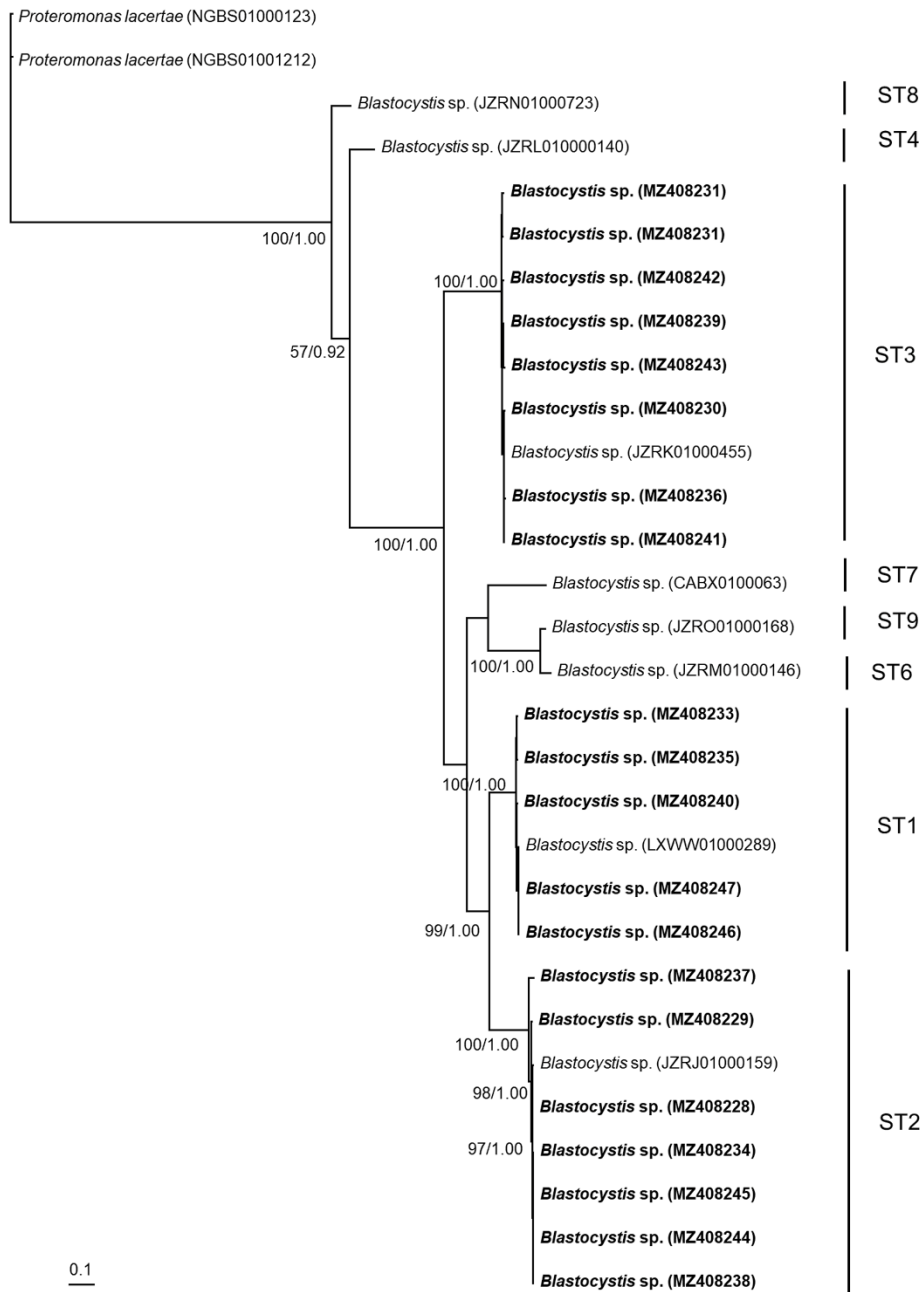 Proteromonas lacertae (NGBS01000123)
Proteromonas lacertae (NGBS01001212)
Blastocystis sp. (JZRN01000723)
ST8
Blastocystis sp. (JZRL010000140)
ST4
Blastocystis sp. (MZ408231)
Blastocystis sp. (MZ408231)
100/1.00
100/1.00
Blastocystis sp. (MZ408242)
Blastocystis sp. (MZ408239)
57/0.92
ST3
Blastocystis sp. (MZ408243)
Blastocystis sp. (MZ408230)
Blastocystis sp. (JZRK01000455)
Blastocystis sp. (MZ408236)
100/1.00
Blastocystis sp. (MZ408241)
Blastocystis sp. (CABX0100063)
ST7
Blastocystis sp. (JZRO01000168)
ST9
100/1.00
Blastocystis sp. (JZRM01000146)
ST6
Blastocystis sp. (MZ408233)
Blastocystis sp. (MZ408235)
100/1.00
Blastocystis sp. (MZ408240)
ST1
Blastocystis sp. (LXWW01000289)
Blastocystis sp. (MZ408247)
99/1.00
Blastocystis sp. (MZ408246)
Blastocystis sp. (MZ408237)
Blastocystis sp. (MZ408229)
100/1.00
Blastocystis sp. (JZRJ01000159)
98/1.00
Blastocystis sp. (MZ408228)
ST2
97/1.00
Blastocystis sp. (MZ408234)
Blastocystis sp. (MZ408245)
Blastocystis sp. (MZ408244)
0.1
Blastocystis sp. (MZ408238)